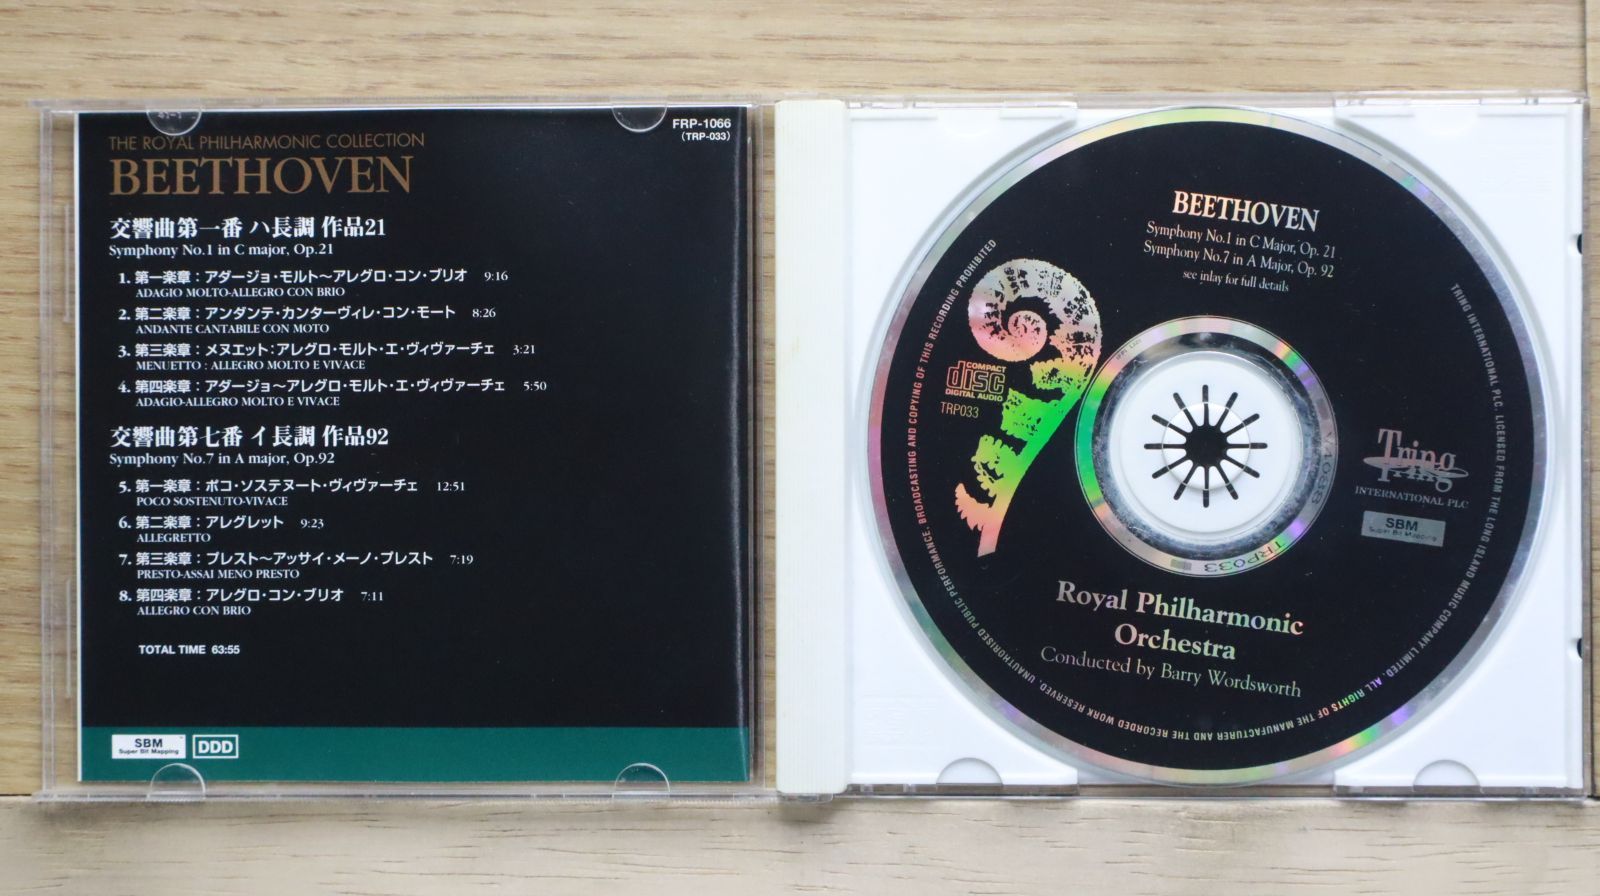 FRP-1066
(TRP-033)
THE ROYAL PHILHARMONIC COLLECTION
BEETHOVEN
交響曲第一番 ハ長調 作品21
Symphony No.1 in C major, Op.21
1. 第一楽章：アダージョ・モルト～アレグロ・コン・ブリオ 9:16
ADAGIO MOLTO-ALLEGRO CON BRIO
2. 第二楽章：アンダンテ・カンターヴィレ・コン・モート 8:26
ANDANTE CANTABILE CON MOTO
3. 第三楽章：メヌエット：アレグロ・モルト・エ・ヴィヴァーチェ 3:21
MENUETTO : ALLEGRO MOLTO E VIVACE
4. 第四楽章：アダージョ～アレグロ・モルト・エ・ヴィヴァーチェ 5:50
ADAGIO-ALLEGRO MOLTO E VIVACE
交響曲第七番 イ長調 作品92
Symphony No.7 in A major, Op.92
5. 第一楽章：ポコ・ソステヌート・ヴィヴァーチェ 12:51
POCO SOSTENUTO-VIVACE
6. 第二楽章：アレグレット 9:23
ALLEGRETTO
7. 第三楽章：プレスト～アッサイ・メーノ・プレスト 7:19
PRESTO-ASSAI MENO PRESTO
8. 第四楽章：アレグロ・コン・ブリオ 7:11
ALLEGRO CON BRIO
TOTAL TIME 63:55
SBM
Super Bit Mapping
DDD
BEETHOVEN
Symphony No.1 in C Major, Op. 21
Symphony No.7 in A Major, Op. 92
see inlay for full details
COMPACT
disc
DIGITAL AUDIO
TRP033
Tring
INTERNATIONAL PLC
SBM
Super Bit Mapping
TRP033
Royal Philharmonic
Orchestra
Conducted by Barry Wordsworth
TRING INTERNATIONAL PLC. LICENSED FROM THE LONG ISLAND MUSIC COMPANY LIMITED. ALL RIGHTS OF THE MANUFACTURER AND THE RECORDED WORK RESERVED. UNAUTHORISED PUBLIC PERFORMANCE, BROADCASTING AND COPYING OF THIS RECORDING PROHIBITED